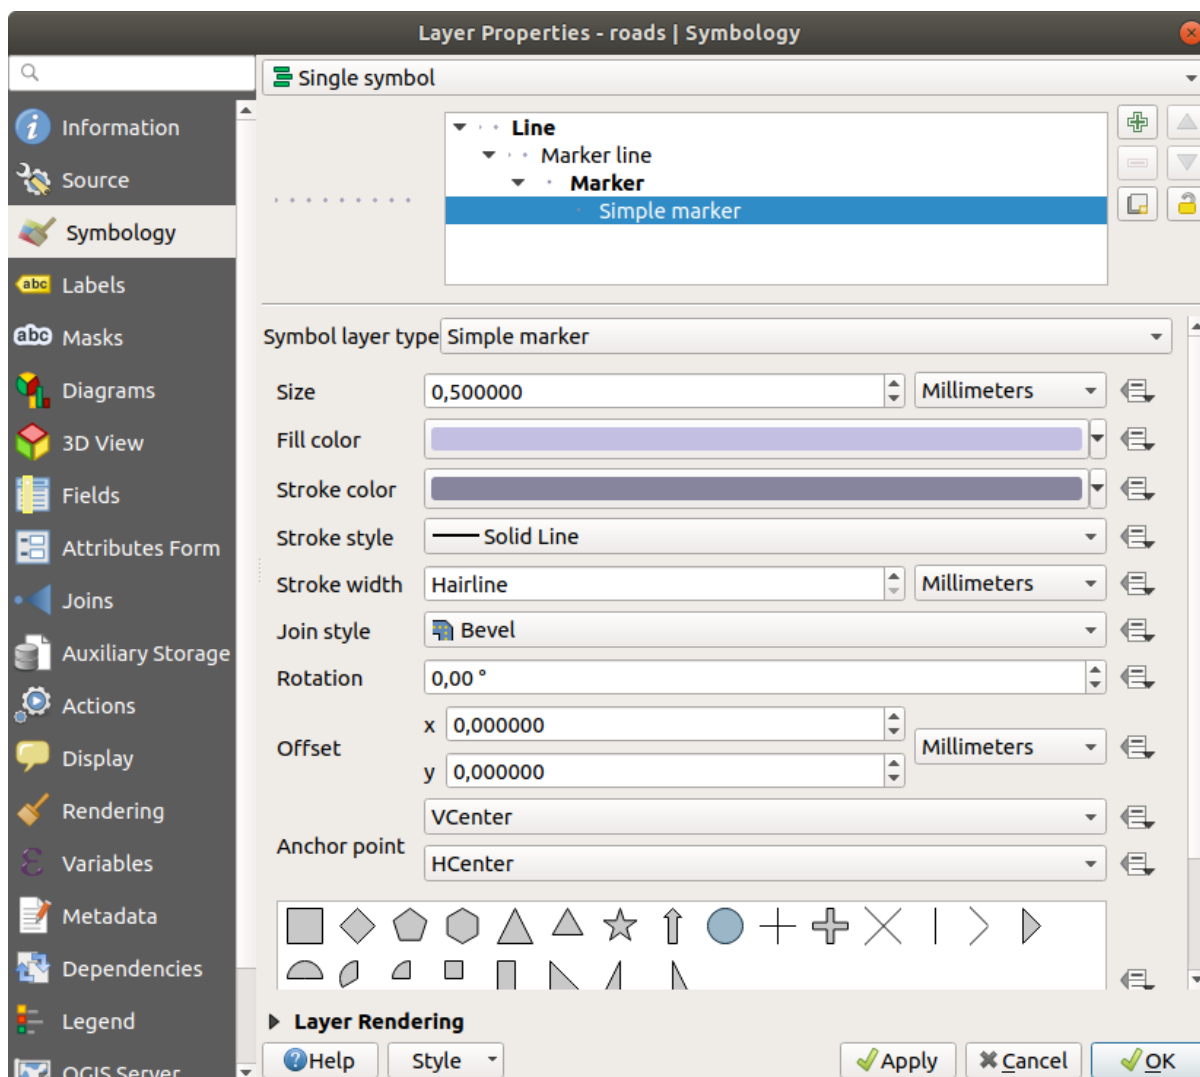 Layer Properties - roads | Symbology
Single symbol
Information
Source
Symbology
abc Labels
abc Masks
Diagrams
3D View
Fields
Attributes Form
Joins
Auxiliary Storage
Actions
Display
Rendering
Variables
Metadata
Dependencies
Legend
QGIS Server
Line
Marker line
Marker
Simple marker
Symbol layer type Simple marker
Size 0,500000 Millimeters
Fill color
Stroke color
Stroke style Solid Line
Stroke width Hairline Millimeters
Join style Bevel
Rotation 0,00 °
Offset x 0,000000 Millimeters
y 0,000000
Anchor point VCenter
HCenter
Layer Rendering
Help Style Apply Cancel OK